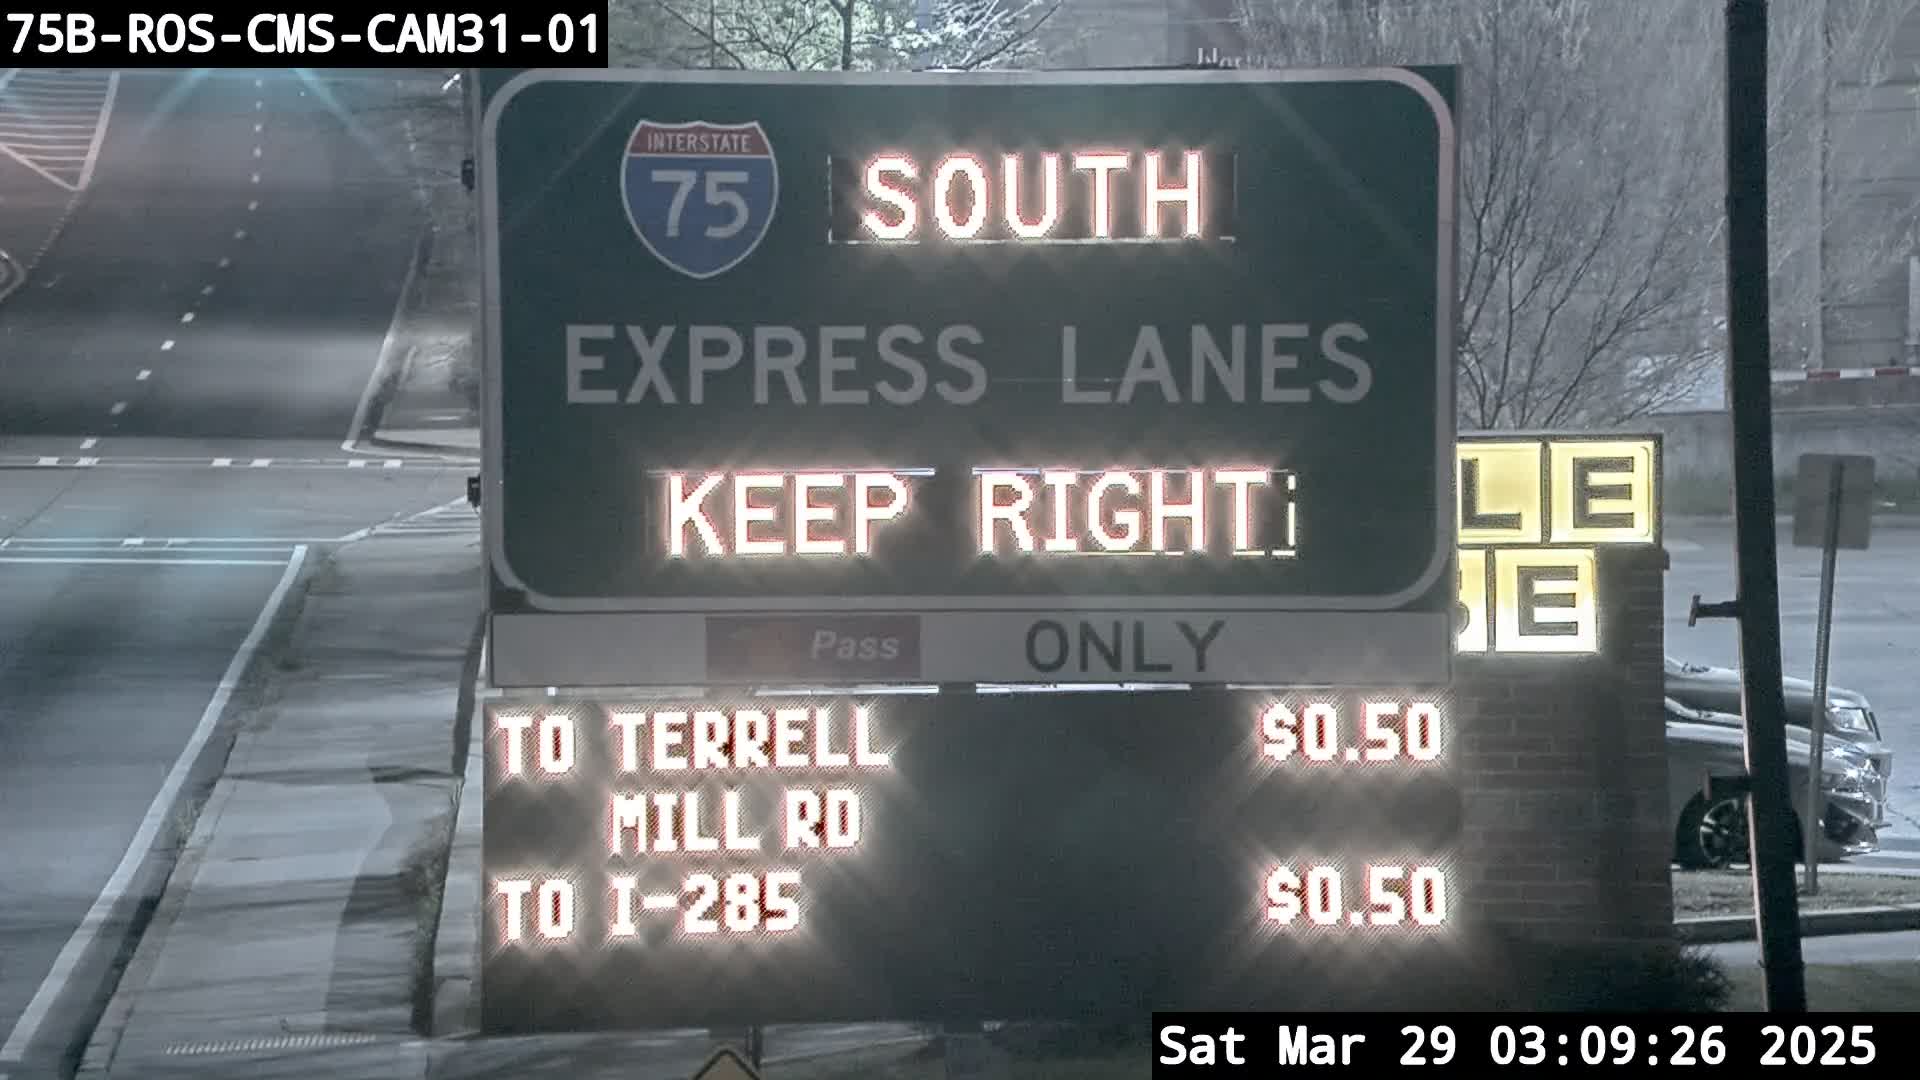 75B-ROS-CMS-CAM31-01
INTERSTATE
75
SOUTH
EXPRESS LANES
KEEP RIGHT
Pass ONLY
TO TERRELL $0.50
MILL RD
TO I-285 $0.50
LE
E
Sat Mar 29 03:09:26 2025